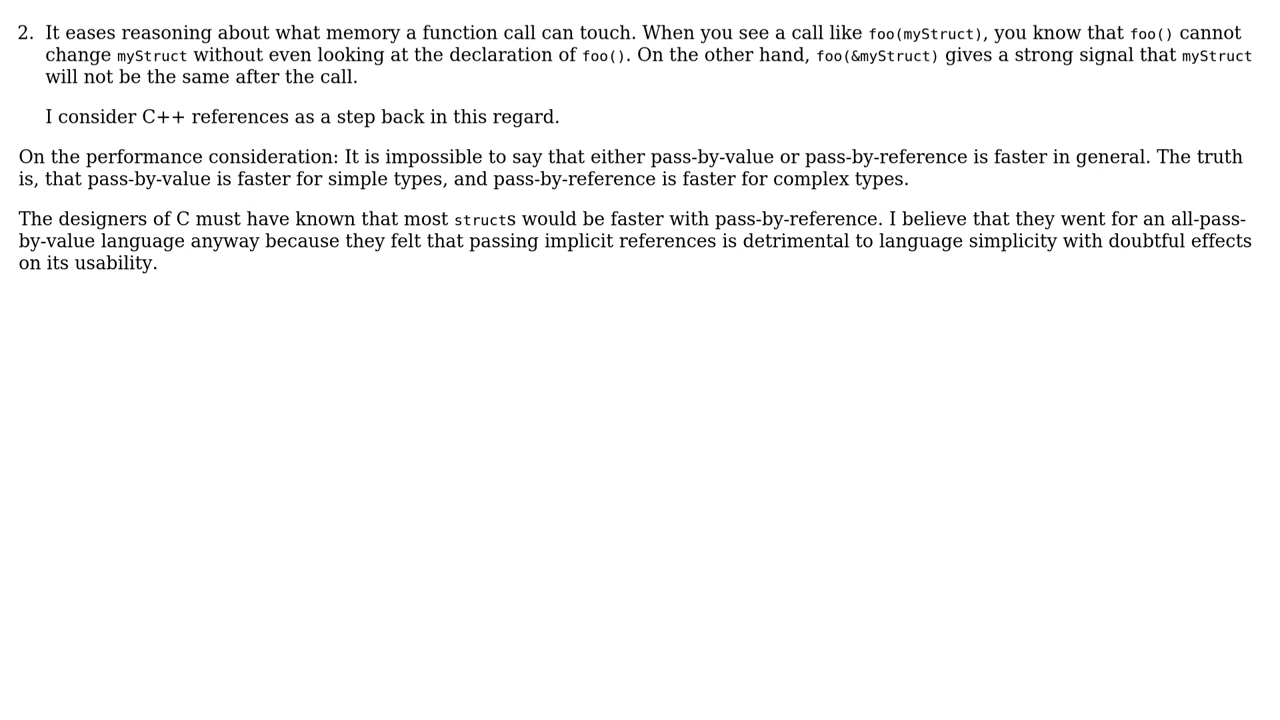 2. It eases reasoning about what memory a function call can touch. When you see a call like foo(myStruct), you know that foo() cannot
change myStruct without even looking at the declaration of foo(). On the other hand, foo(&myStruct) gives a strong signal that myStruct
will not be the same after the call.
I consider C++ references as a step back in this regard.
On the performance consideration: It is impossible to say that either pass-by-value or pass-by-reference is faster in general. The truth
is, that pass-by-value is faster for simple types, and pass-by-reference is faster for complex types.
The designers of C must have known that most structs would be faster with pass-by-reference. I believe that they went for an all-pass-
by-value language anyway because they felt that passing implicit references is detrimental to language simplicity with doubtful effects
on its usability.